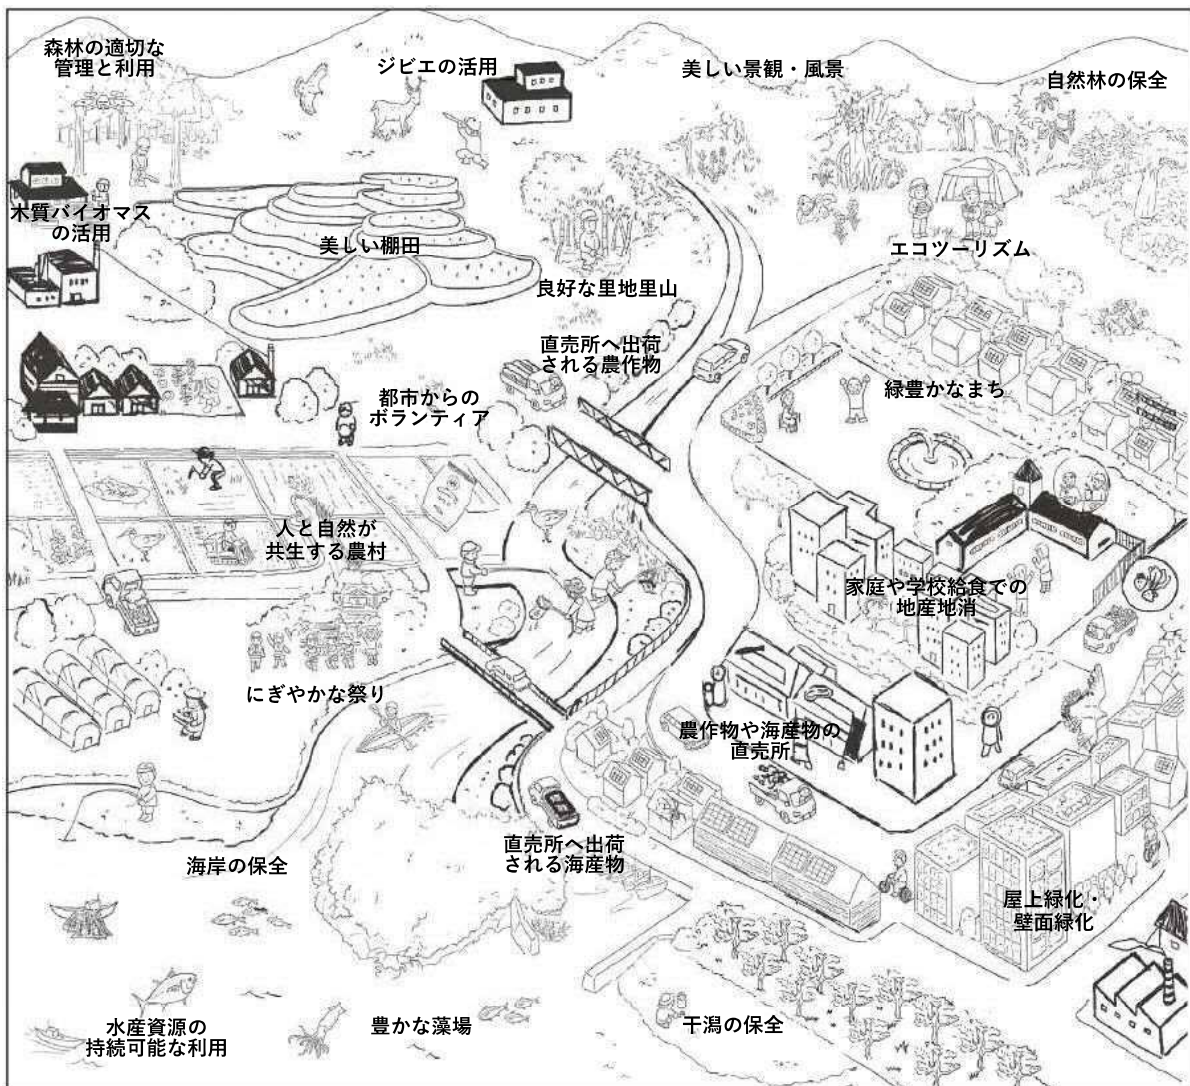 森林の適切な
管理と利用
ジビエの活用
美しい景観・風景
自然林の保全
木質バイオマス
の活用
美しい棚田
エコツーリズム
良好な里地里山
直売所へ出荷
される農作物
都市からの
ボランティア
緑豊かなまち
人と自然が
共生する農村
家庭や学校給食での
地産地消
にぎやかな祭り
農作物や海産物の
直売所
海岸の保全
直売所へ出荷
される海産物
屋上緑化・
壁面緑化
水産資源の
持続可能な利用
豊かな藻場
干潟の保全